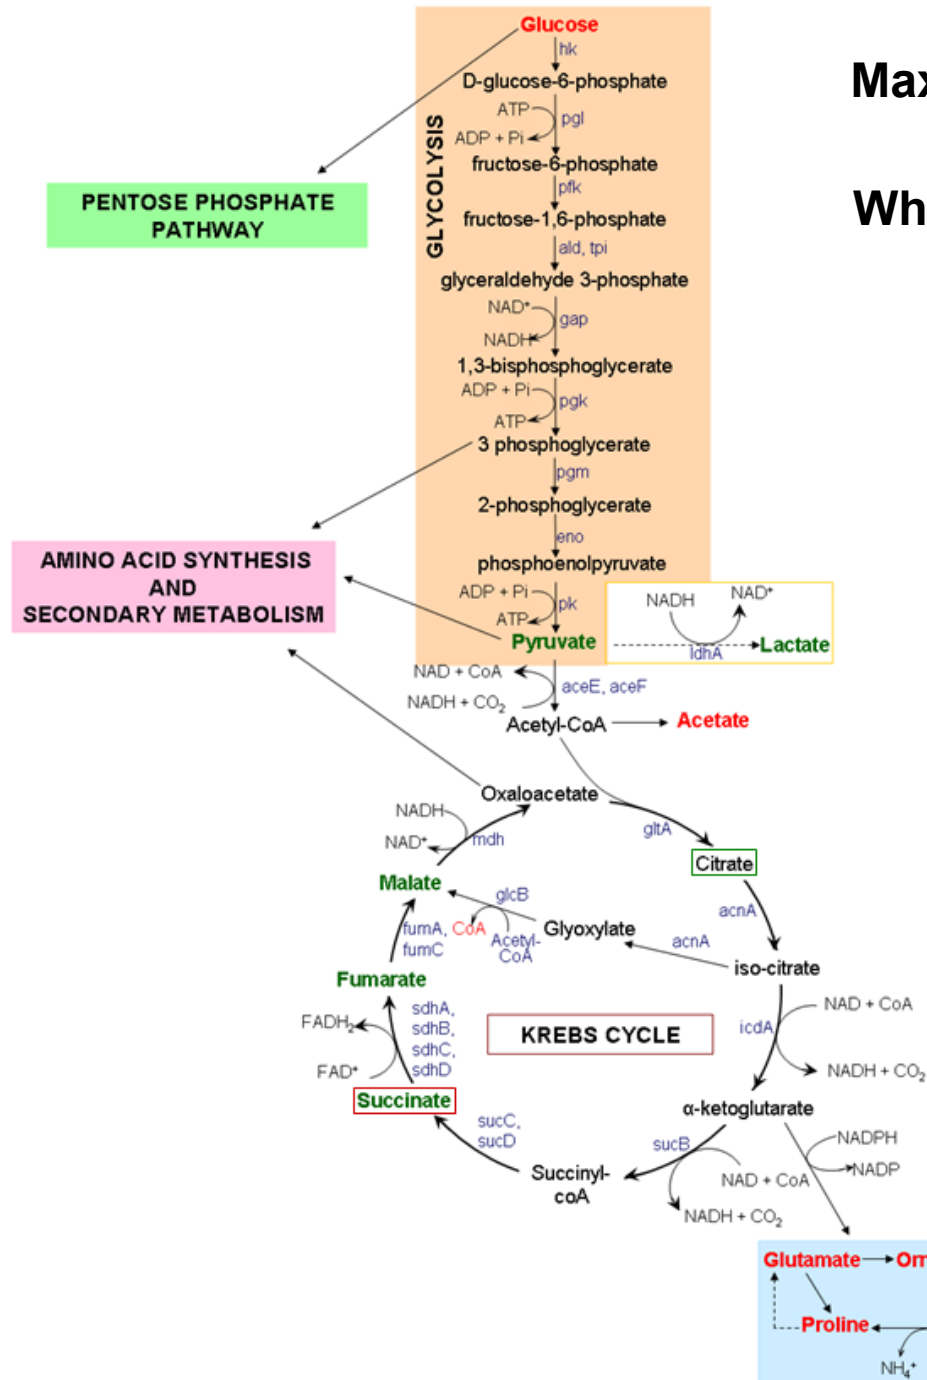 Glucose
hk
D-glucose-6-phosphate
ATP
pgl
ADP + Pi
fructose-6-phosphate
pfk
fructose-1,6-phosphate
ald, tpi
glyceraldehyde 3-phosphate
NAD⁺
gap
NADH
1,3-bisphosphoglycerate
ADP + Pi
pgk
ATP
3 phosphoglycerate
pgm
2-phosphoglycerate
eno
phosphoenolpyruvate
ADP + Pi
pk
ATP
Pyruvate
GLYCOLYSIS
Max
Wh
PENTOSE PHOSPHATE
PATHWAY
AMINO ACID SYNTHESIS
AND
SECONDARY METABOLISM
NADH
NAD⁺
ldhA
Lactate
NAD + CoA
aceE, aceF
NADH + CO₂
Acetyl-CoA
Acetate
Oxaloacetate
NADH
mdh
NAD⁺
gltA
Citrate
Malate
glcB
acnA
fumA,
fumC
CoA
Acetyl-
CoA
Glyoxylate
acnA
iso-citrate
Fumarate
sdhA,
sdhB,
sdhC,
sdhD
FADH₂
FAD⁺
KREBS CYCLE
icdA
NAD + CoA
NADH + CO₂
Succinate
α-ketoglutarate
sucC,
sucD
sucB
NADPH
NADP
Succinyl-
coA
NAD + CoA
NADH + CO₂
Glutamate
Orn
Proline
NH₄⁺